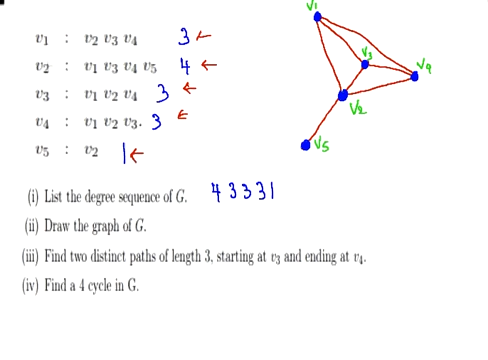 v1 : v2 v3 v4 3 ←
v2 : v1 v3 v4 v5 4 ←
v3 : v1 v2 v4 3 ←
v4 : v1 v2 v3. 3 ←
v5 : v2 1 ←
v1
v3
v4
v2
v5
(i) List the degree sequence of G. 4 3 3 3 1
(ii) Draw the graph of G.
(iii) Find two distinct paths of length 3, starting at v3 and ending at v4.
(iv) Find a 4 cycle in G.